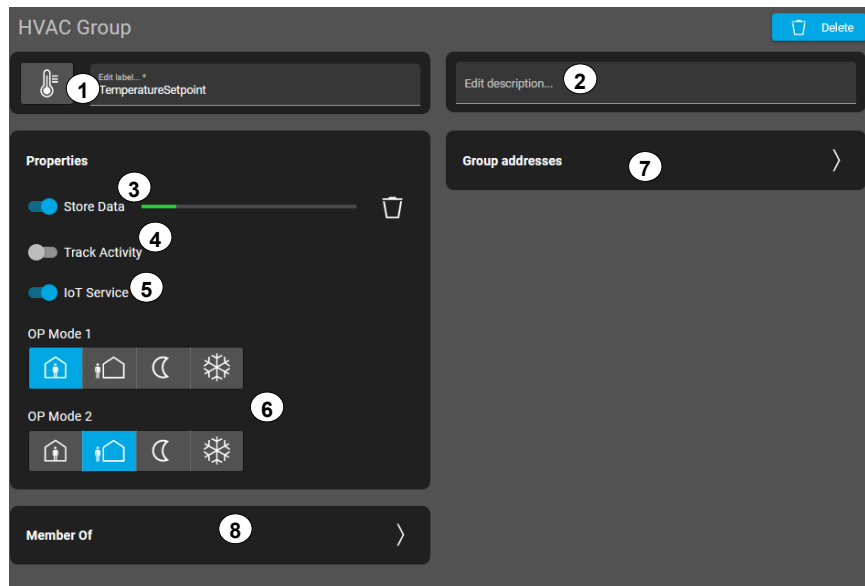 HVAC Group
Delete
1
Edit label... *
TemperatureSetpoint
Edit description...
2
Properties
3
Store Data
4
Track Activity
IoT Service
5
OP Mode 1
6
OP Mode 2
Group addresses
7
Member Of
8